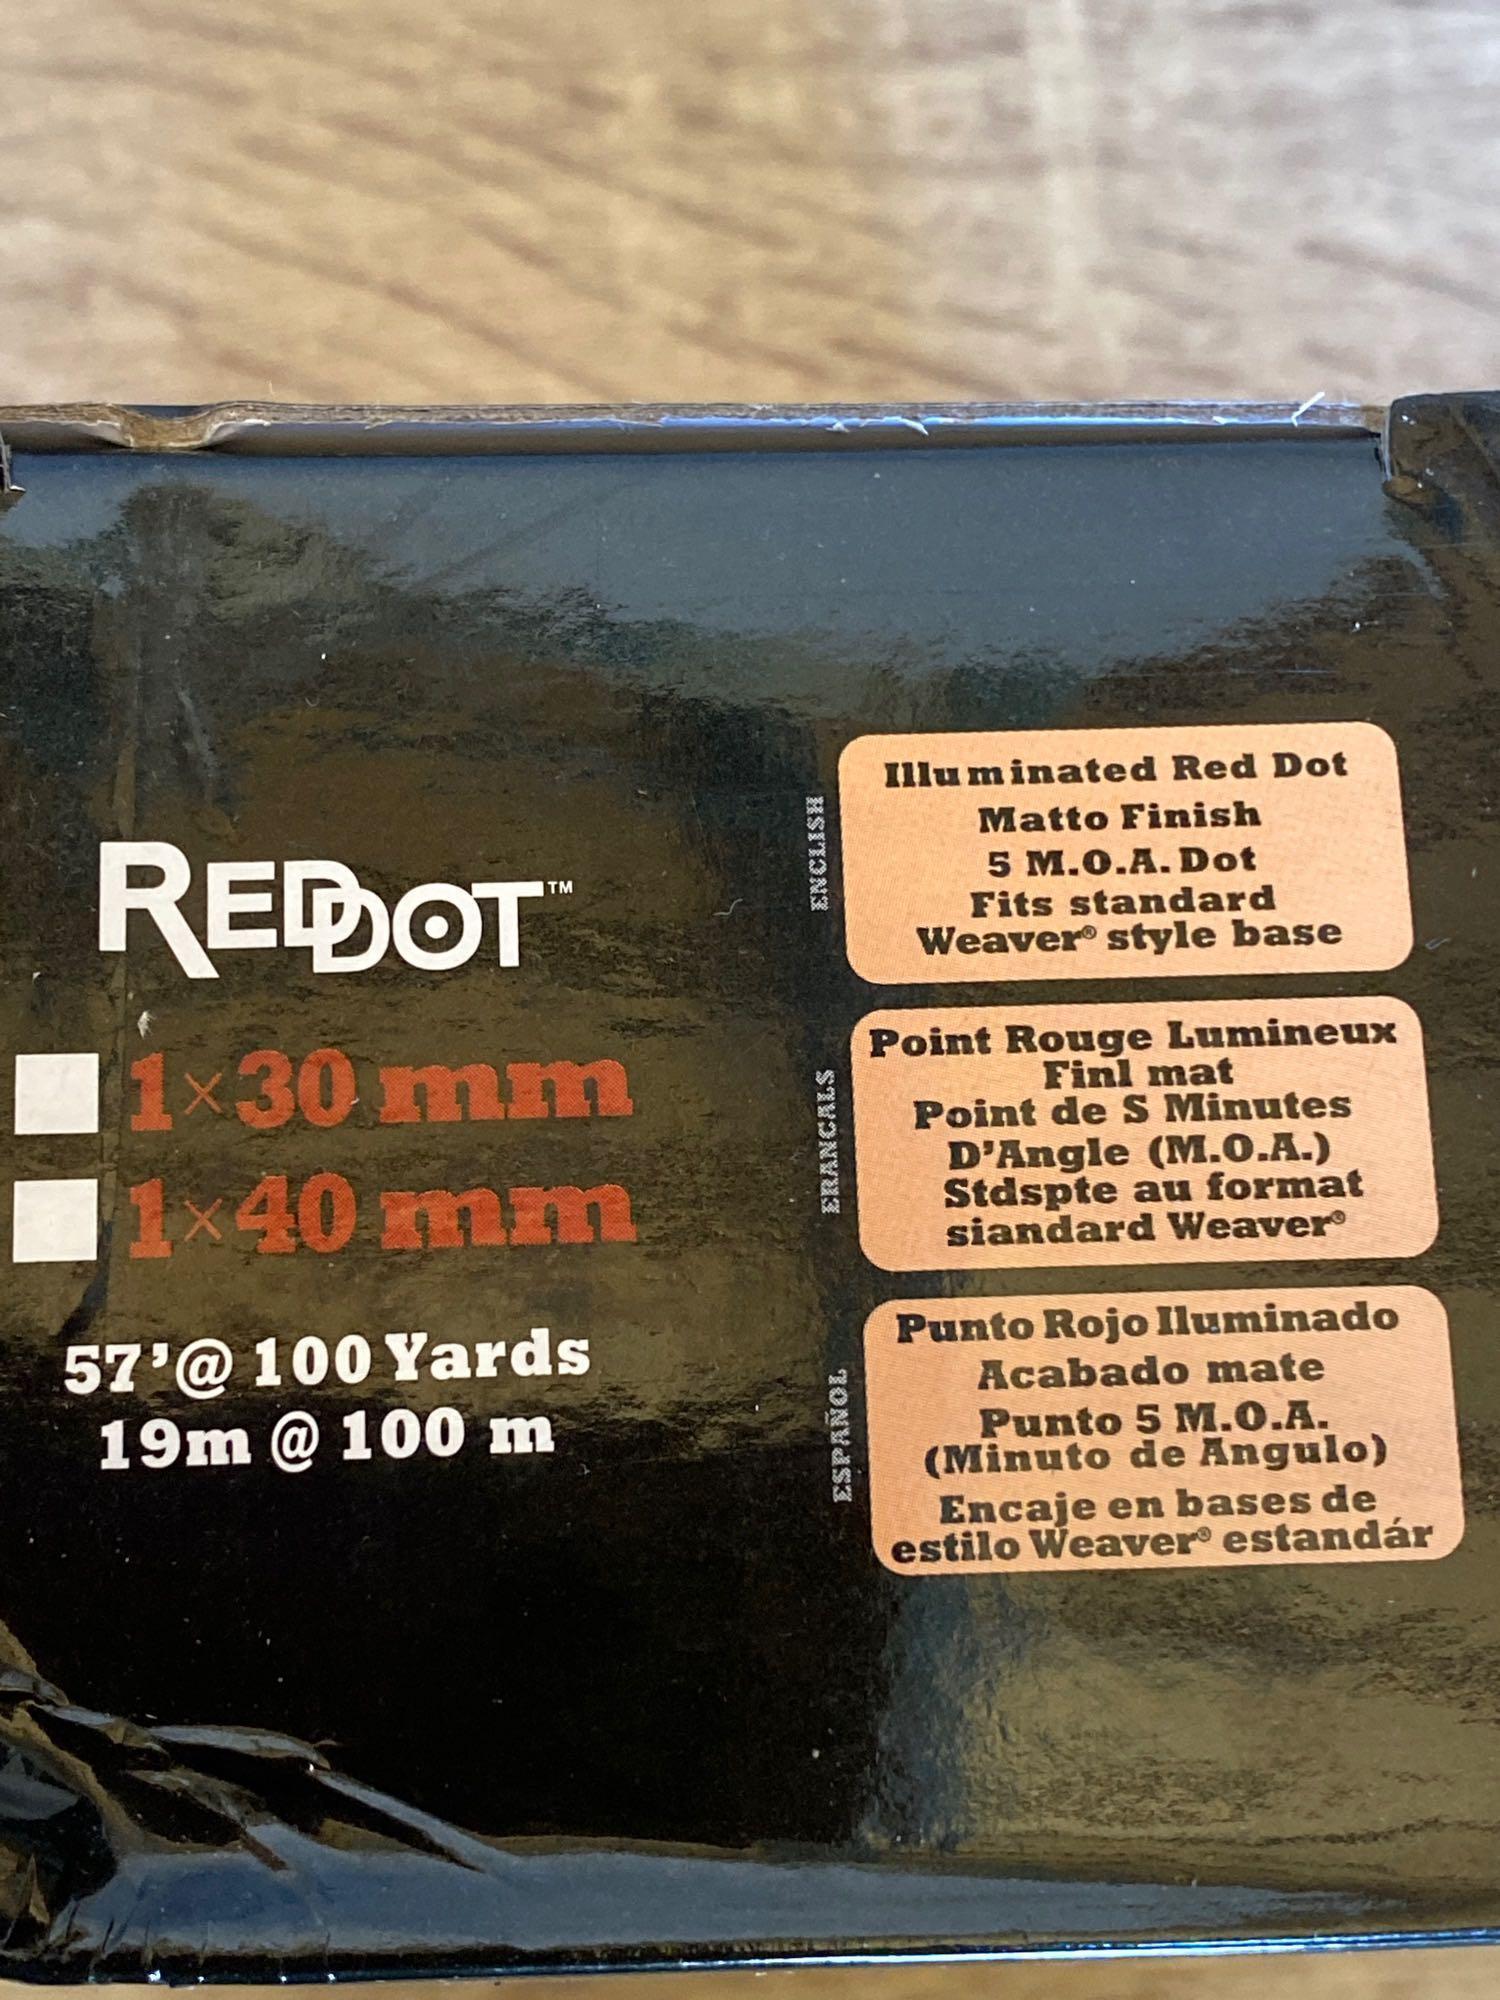 REDDOT™
1×30 mm
1×40 mm
57’@ 100 Yards
19m @ 100 m
ENCLISH
Illuminated Red Dot
Matto Finish
5 M.O.A. Dot
Fits standard
Weaver® style base
ERANCALS
Point Rouge Lumineux
Finl mat
Point de S Minutes
D’Angle (M.O.A.)
Stdspte au format
siandard Weaver®
ESPAÑOL
Punto Rojo Iluminado
Acabado mate
Punto 5 M.O.A.
(Minuto de Angulo)
Encaje en bases de
estilo Weaver® estandár